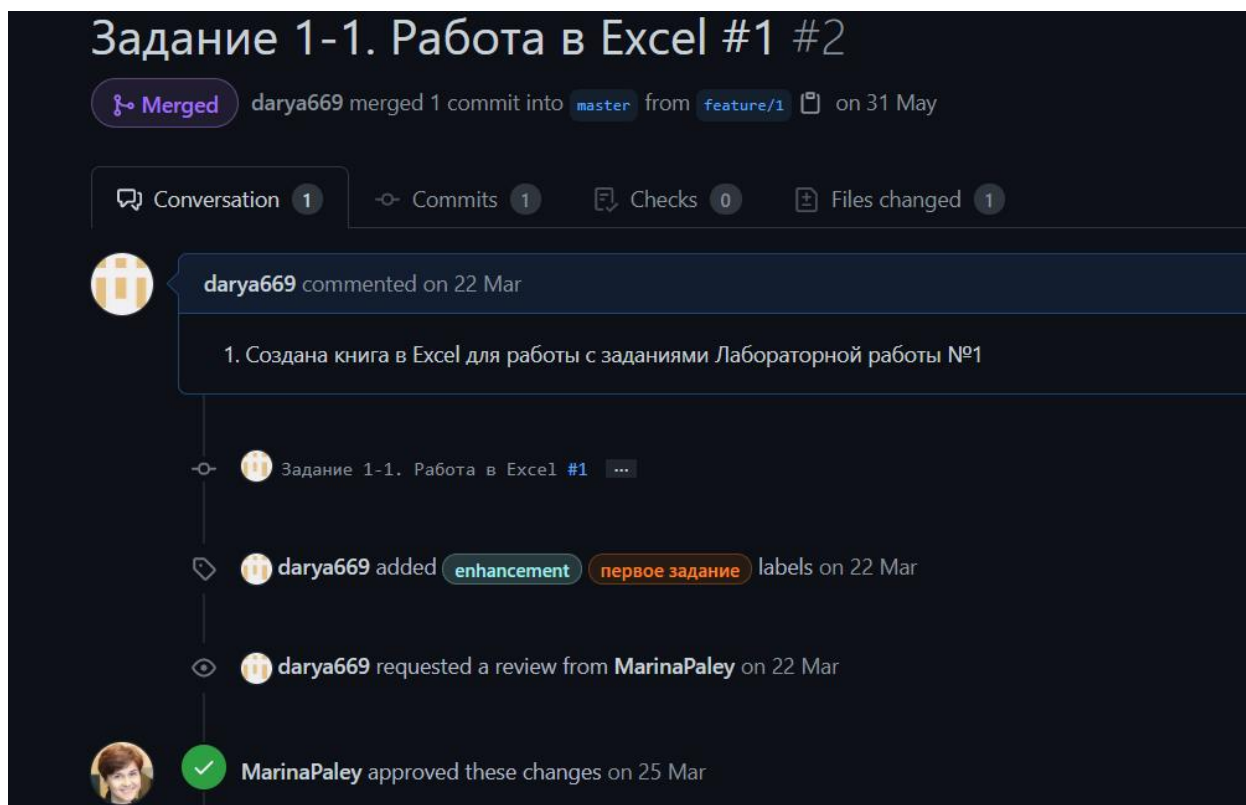 Задание 1-1. Работа в Excel #1 #2
Merged darya669 merged 1 commit into master from feature/1 on 31 May
Conversation 1 Commits 1 Checks 0 Files changed 1
darya669 commented on 22 Mar
1. Создана книга в Excel для работы с заданиями Лабораторной работы №1
Задание 1-1. Работа в Excel #1 ...
darya669 added enhancement первое задание labels on 22 Mar
darya669 requested a review from MarinaPaley on 22 Mar
MarinaPaley approved these changes on 25 Mar